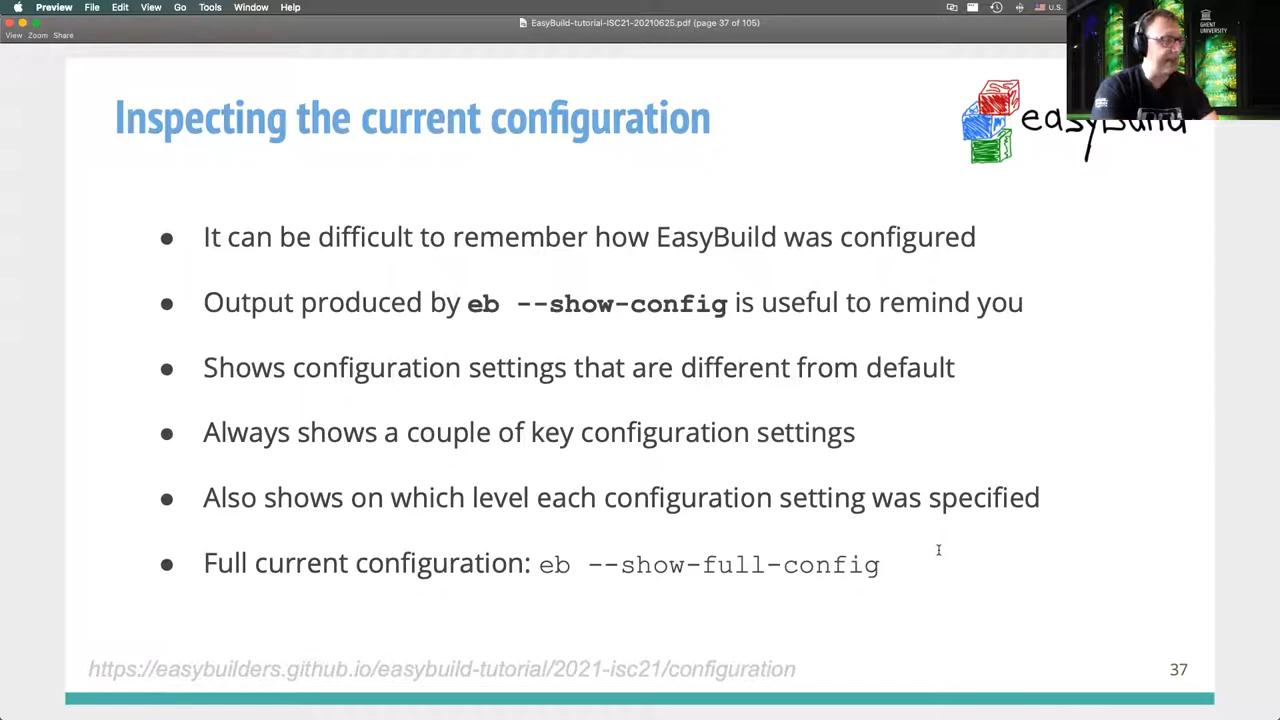 Preview File Edit View Go Tools Window Help U.S.
EasyBuild-tutorial-ISC21-20210625.pdf (page 37 of 105)
View Zoom Share
GHENT
UNIVERSITY
Inspecting the current configuration
easybuild
● It can be difficult to remember how EasyBuild was configured
● Output produced by eb --show-config is useful to remind you
● Shows configuration settings that are different from default
● Always shows a couple of key configuration settings
● Also shows on which level each configuration setting was specified
● Full current configuration: eb --show-full-config
https://easybuilders.github.io/easybuild-tutorial/2021-isc21/configuration
37